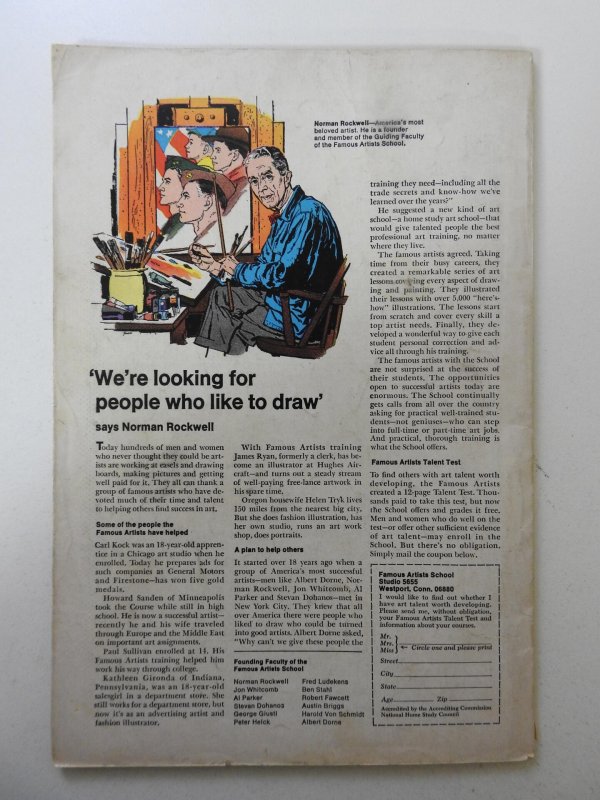 Norman Rockwell—America's most
beloved artist. He is a founder
and member of the Guiding Faculty
of the Famous Artists School.
'We're looking for
people who like to draw'
says Norman Rockwell
Today hundreds of men and women
who never thought they could be art-
ists are working at easels and drawing
boards, making pictures and getting
well paid for it. They all can thank a
group of famous artists who have de-
voted much of their time and talent
to helping others find success in art.
Some of the people the
Famous Artists have helped
Carl Kock was an 18-year-old appren-
tice in a Chicago art studio when he
enrolled. Today he prepares ads for
such companies as General Motors
and Firestone—has won five gold
medals.
Howard Sanden of Minneapolis
took the Course while still in high
school. He is now a successful artist—
recently he and his wife traveled
through Europe and the Middle East
on important art assignments.
Paul Sullivan enrolled at 14. His
Famous Artists training helped him
work his way through college.
Kathleen Gironda of Indiana,
Pennsylvania, was an 18-year-old
salesgirl in a department store. She
still works for a department store, but
now it's as an advertising artist and
fashion illustrator.
With Famous Artists training
James Ryan, formerly a clerk, has be-
come an illustrator at Hughes Air-
craft—and turns out a steady stream
of well-paying free-lance artwork in
his spare time.
Oregon housewife Helen Tryk lives
150 miles from the nearest big city.
But she does fashion illustration, has
her own studio, runs an art work
shop, does portraits.
A plan to help others
It started over 18 years ago when a
group of America's most successful
artists—men like Albert Dorne, Nor-
man Rockwell, Jon Whitcomb, Al
Parker and Stevan Dohanos—met in
New York City. They knew that all
over America there were people who
liked to draw who could be turned
into good artists. Albert Dorne asked,
"Why can't we give these people the
Founding Faculty of the
Famous Artists School
Norman Rockwell
Jon Whitcomb
Al Parker
Stevan Dohanos
George Giusti
Peter Helck
Fred Ludekens
Ben Stahl
Robert Fawcett
Austin Briggs
Harold Von Schmidt
Albert Dorne
training they need—including all the
trade secrets and know-how we've
learned over the years?"
He suggested a new kind of art
school—a home study art school—that
would give talented people the best
professional art training, no matter
where they live.
The famous artists agreed. Taking
time from their busy careers, they
created a remarkable series of art
lessons covering every aspect of draw-
ing and painting. They illustrated
their lessons with over 5,000 "here's-
how" illustrations. The lessons start
from scratch and cover every skill a
top artist needs. Finally, they de-
veloped a wonderful way to give each
student personal correction and ad-
vice all through his training.
The famous artists with the School
are not surprised at the success of
their students. The opportunities
open to successful artists today are
enormous. The School continually
gets calls from all over the country
asking for practical well-trained stu-
dents—not geniuses—who can step
into full-time or part-time art jobs.
And practical, thorough training is
what the School offers.
Famous Artists Talent Test
To find others with art talent worth
developing, the Famous Artists
created a 12-page Talent Test. Thou-
sands paid to take this test, but now
the School offers and grades it free.
Men and women who do well on the
test—or offer other sufficient evidence
of art talent—may enroll in the
School. But there's no obligation.
Simply mail the coupon below.
Famous Artists School
Studio 5655
Westport, Conn. 06880
I would like to find out whether I
have art talent worth developing.
Please send me, without obligation,
your Famous Artists Talent Test and
information about your courses.
Mr.
Mrs.
Miss ← Circle one and please print
Street
City
State
Age Zip
Accredited by the Accrediting Commission
National Home Study Council